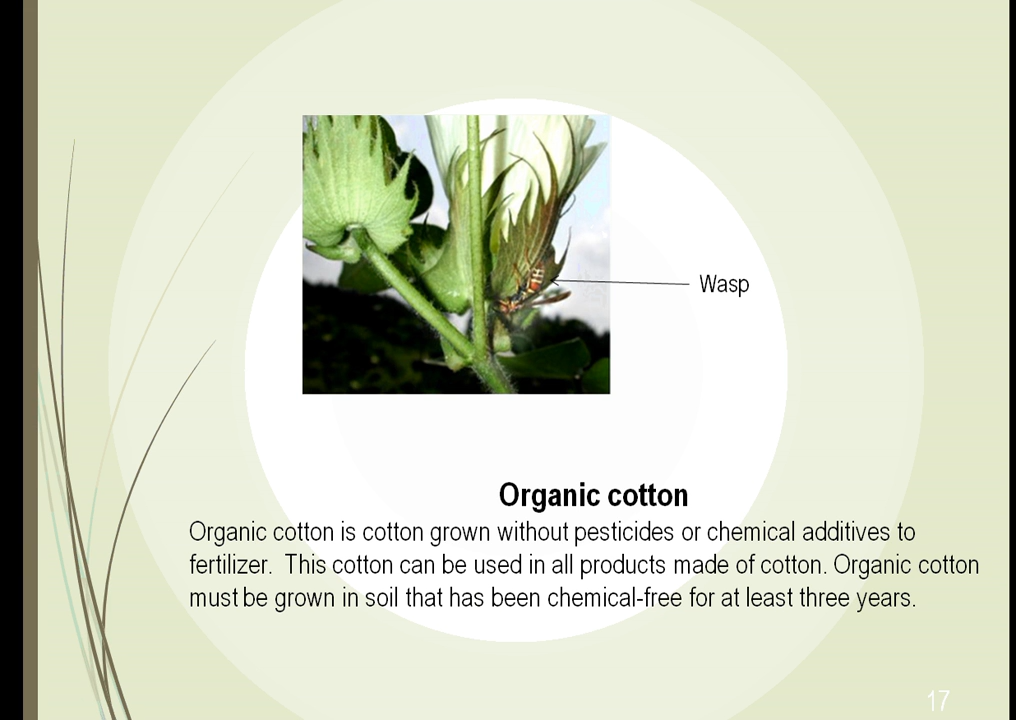 Wasp
Organic cotton
Organic cotton is cotton grown without pesticides or chemical additives to
fertilizer.  This cotton can be used in all products made of cotton. Organic cotton
must be grown in soil that has been chemical-free for at least three years.
17